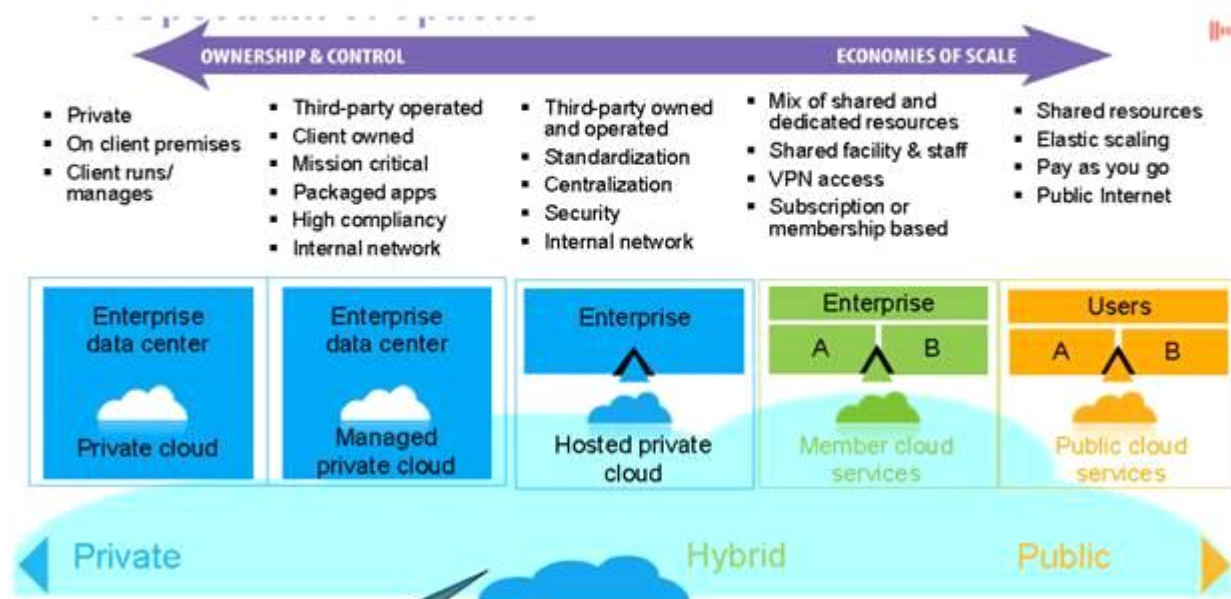 OWNERSHIP & CONTROL
ECONOMIES OF SCALE
▪ Private
▪ On client premises
▪ Client runs/
manages
▪ Third-party operated
▪ Client owned
▪ Mission critical
▪ Packaged apps
▪ High compliancy
▪ Internal network
▪ Third-party owned
and operated
▪ Standardization
▪ Centralization
▪ Security
▪ Internal network
▪ Mix of shared and
dedicated resources
▪ Shared facility & staff
▪ VPN access
▪ Subscription or
membership based
▪ Shared resources
▪ Elastic scaling
▪ Pay as you go
▪ Public Internet
Enterprise
data center
Private cloud
Enterprise
data center
Managed
private cloud
Enterprise
Hosted private
cloud
Enterprise
A B
Member cloud
services
Users
A B
Public cloud
services
Private
Hybrid
Public